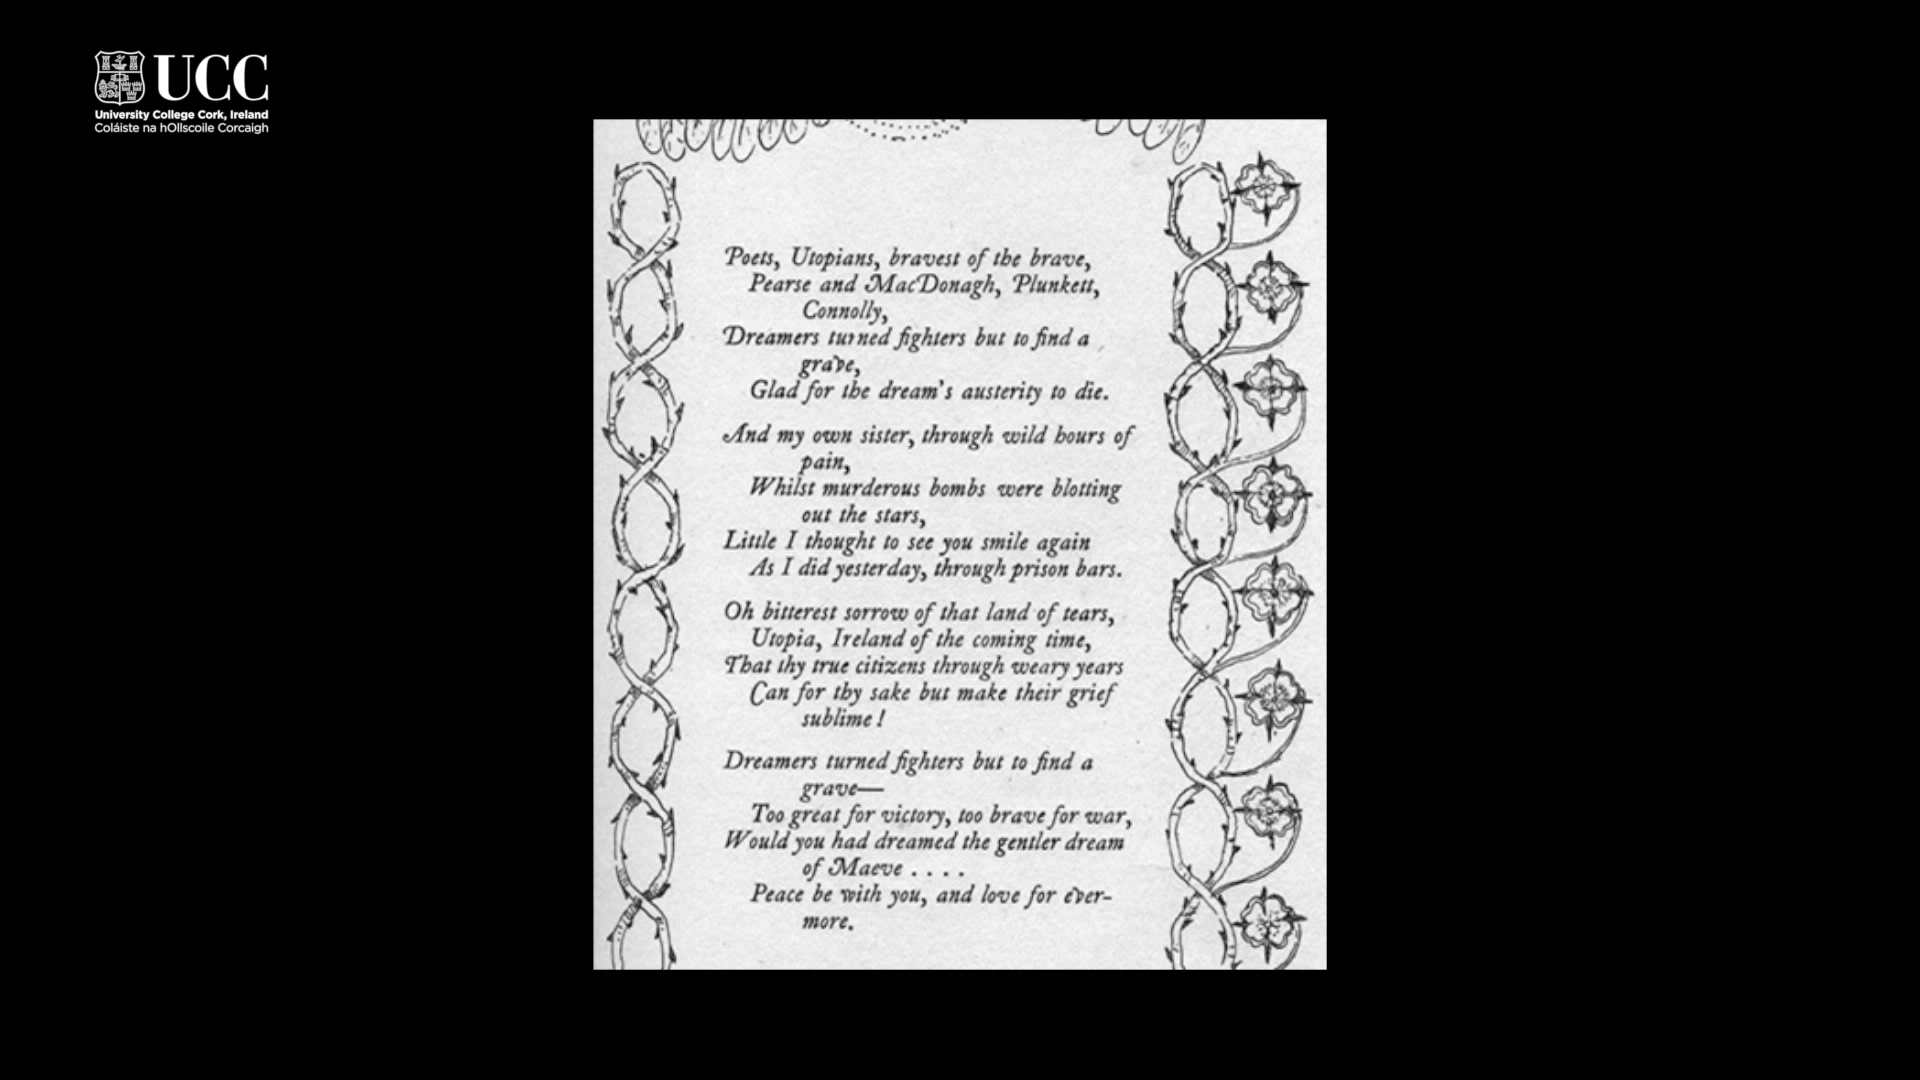 UCC
University College Cork, Ireland
Coláiste na hOllscoile Corcaigh
Poets, Utopians, bravest of the brave,
Pearse and MacDonagh, Plunkett,
Connolly,
Dreamers turned fighters but to find a
grave,
Glad for the dream's austerity to die.
And my own sister, through wild hours of
pain,
Whilst murderous bombs were blotting
out the stars,
Little I thought to see you smile again
As I did yesterday, through prison bars.
Oh bitterest sorrow of that land of tears,
Utopia, Ireland of the coming time,
That thy true citizens through weary years
Can for thy sake but make their grief
sublime!
Dreamers turned fighters but to find a
grave—
Too great for victory, too brave for war,
Would you had dreamed the gentler dream
of Maeve . . . .
Peace be with you, and love for ever-
more.